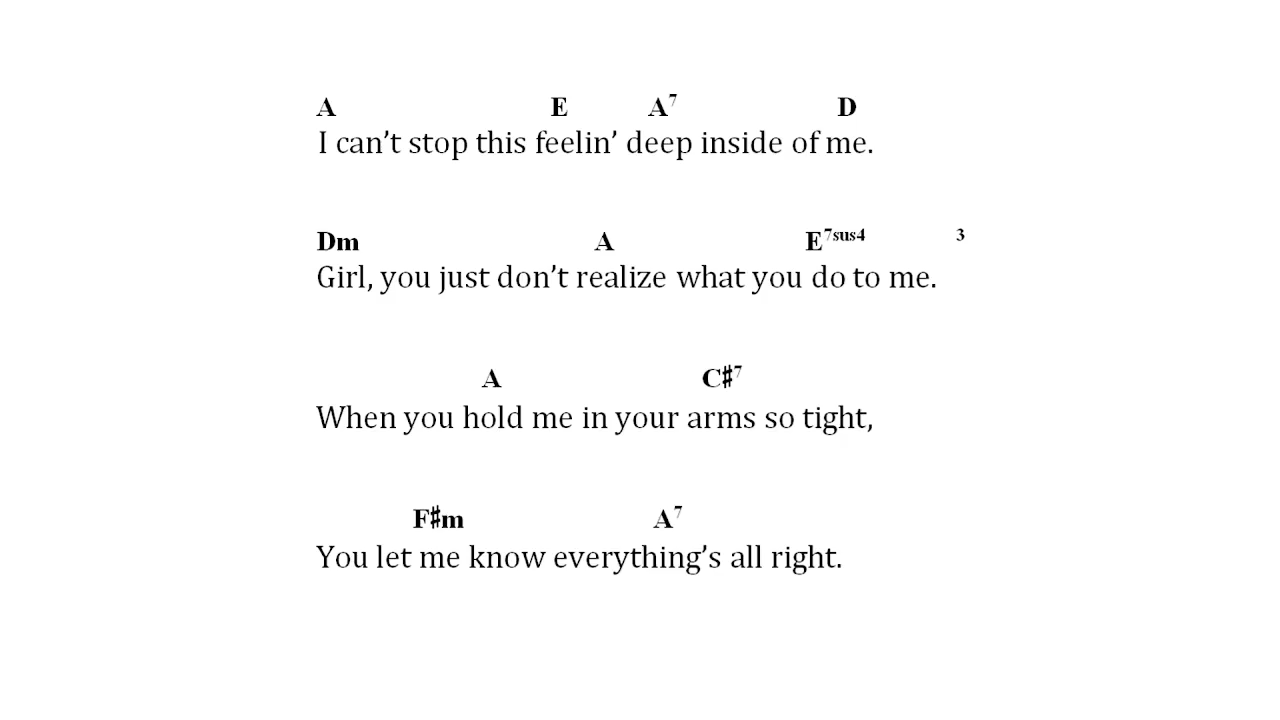 A E A7 D
I can’t stop this feelin’ deep inside of me.
Dm A E7sus4 3
Girl, you just don’t realize what you do to me.
A C♯7
When you hold me in your arms so tight,
F♯m A7
You let me know everything’s all right.